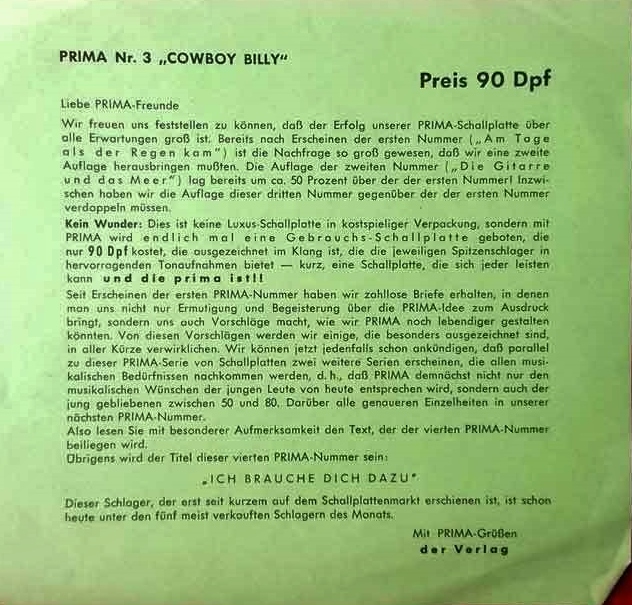 PRIMA Nr. 3 „COWBOY BILLY“
Preis 90 Dpf
Liebe PRIMA-Freunde
Wir freuen uns feststellen zu können, daß der Erfolg unserer PRIMA-Schallplatte über
alle Erwartungen groß ist. Bereits nach Erscheinen der ersten Nummer („Am Tage
als der Regen kam“) ist die Nachfrage so groß gewesen, daß wir eine zweite
Auflage herausbringen mußten. Die Auflage der zweiten Nummer („Die Gitarre
und das Meer“) lag bereits um ca. 50 Prozent über der der ersten Nummer! Inzwi-
schen haben wir die Auflage dieser dritten Nummer gegenüber der der ersten Nummer
verdoppeln müssen.
Kein Wunder: Dies ist keine Luxus-Schallplatte in kostspieliger Verpackung, sondern mit
PRIMA wird endlich mal eine Gebrauchs-Schallplatte geboten, die
nur 90 Dpf kostet, die ausgezeichnet im Klang ist, die die jeweiligen Spitzenschlager in
hervorragenden Tonaufnahmen bietet — kurz, eine Schallplatte, die sich jeder leisten
kann und die prima ist!!
Seit Erscheinen der ersten PRIMA-Nummer haben wir zahllose Briefe erhalten, in denen
man uns nicht nur Ermutigung und Begeisterung über die PRIMA-Idee zum Ausdruck
bringt, sondern uns auch Vorschläge macht, wie wir PRIMA noch lebendiger gestalten
könnten. Von diesen Vorschlägen werden wir einige, die besonders ausgezeichnet sind,
in aller Kürze verwirklichen. Wir können jetzt jedenfalls schon ankündigen, daß parallel
zu dieser PRIMA-Serie von Schallplatten zwei weitere Serien erscheinen, die allen musi-
kalischen Bedürfnissen nachkommen werden, d. h., daß PRIMA demnächst nicht nur den
musikalischen Wünschen der jungen Leute von heute entsprechen wird, sondern auch der
jung gebliebenen zwischen 50 und 80. Darüber alle genaueren Einzelheiten in unserer
nächsten PRIMA-Nummer.
Also lesen Sie mit besonderer Aufmerksamkeit den Text, der der vierten PRIMA-Nummer
beiliegen wird.
Übrigens wird der Titel dieser vierten PRIMA-Nummer sein:
„ICH BRAUCHE DICH DAZU“
Dieser Schlager, der erst seit kurzem auf dem Schallplattenmarkt erschienen ist, ist schon
heute unter den fünf meist verkauften Schlagern des Monats.
Mit PRIMA-Grüßen
der Verlag